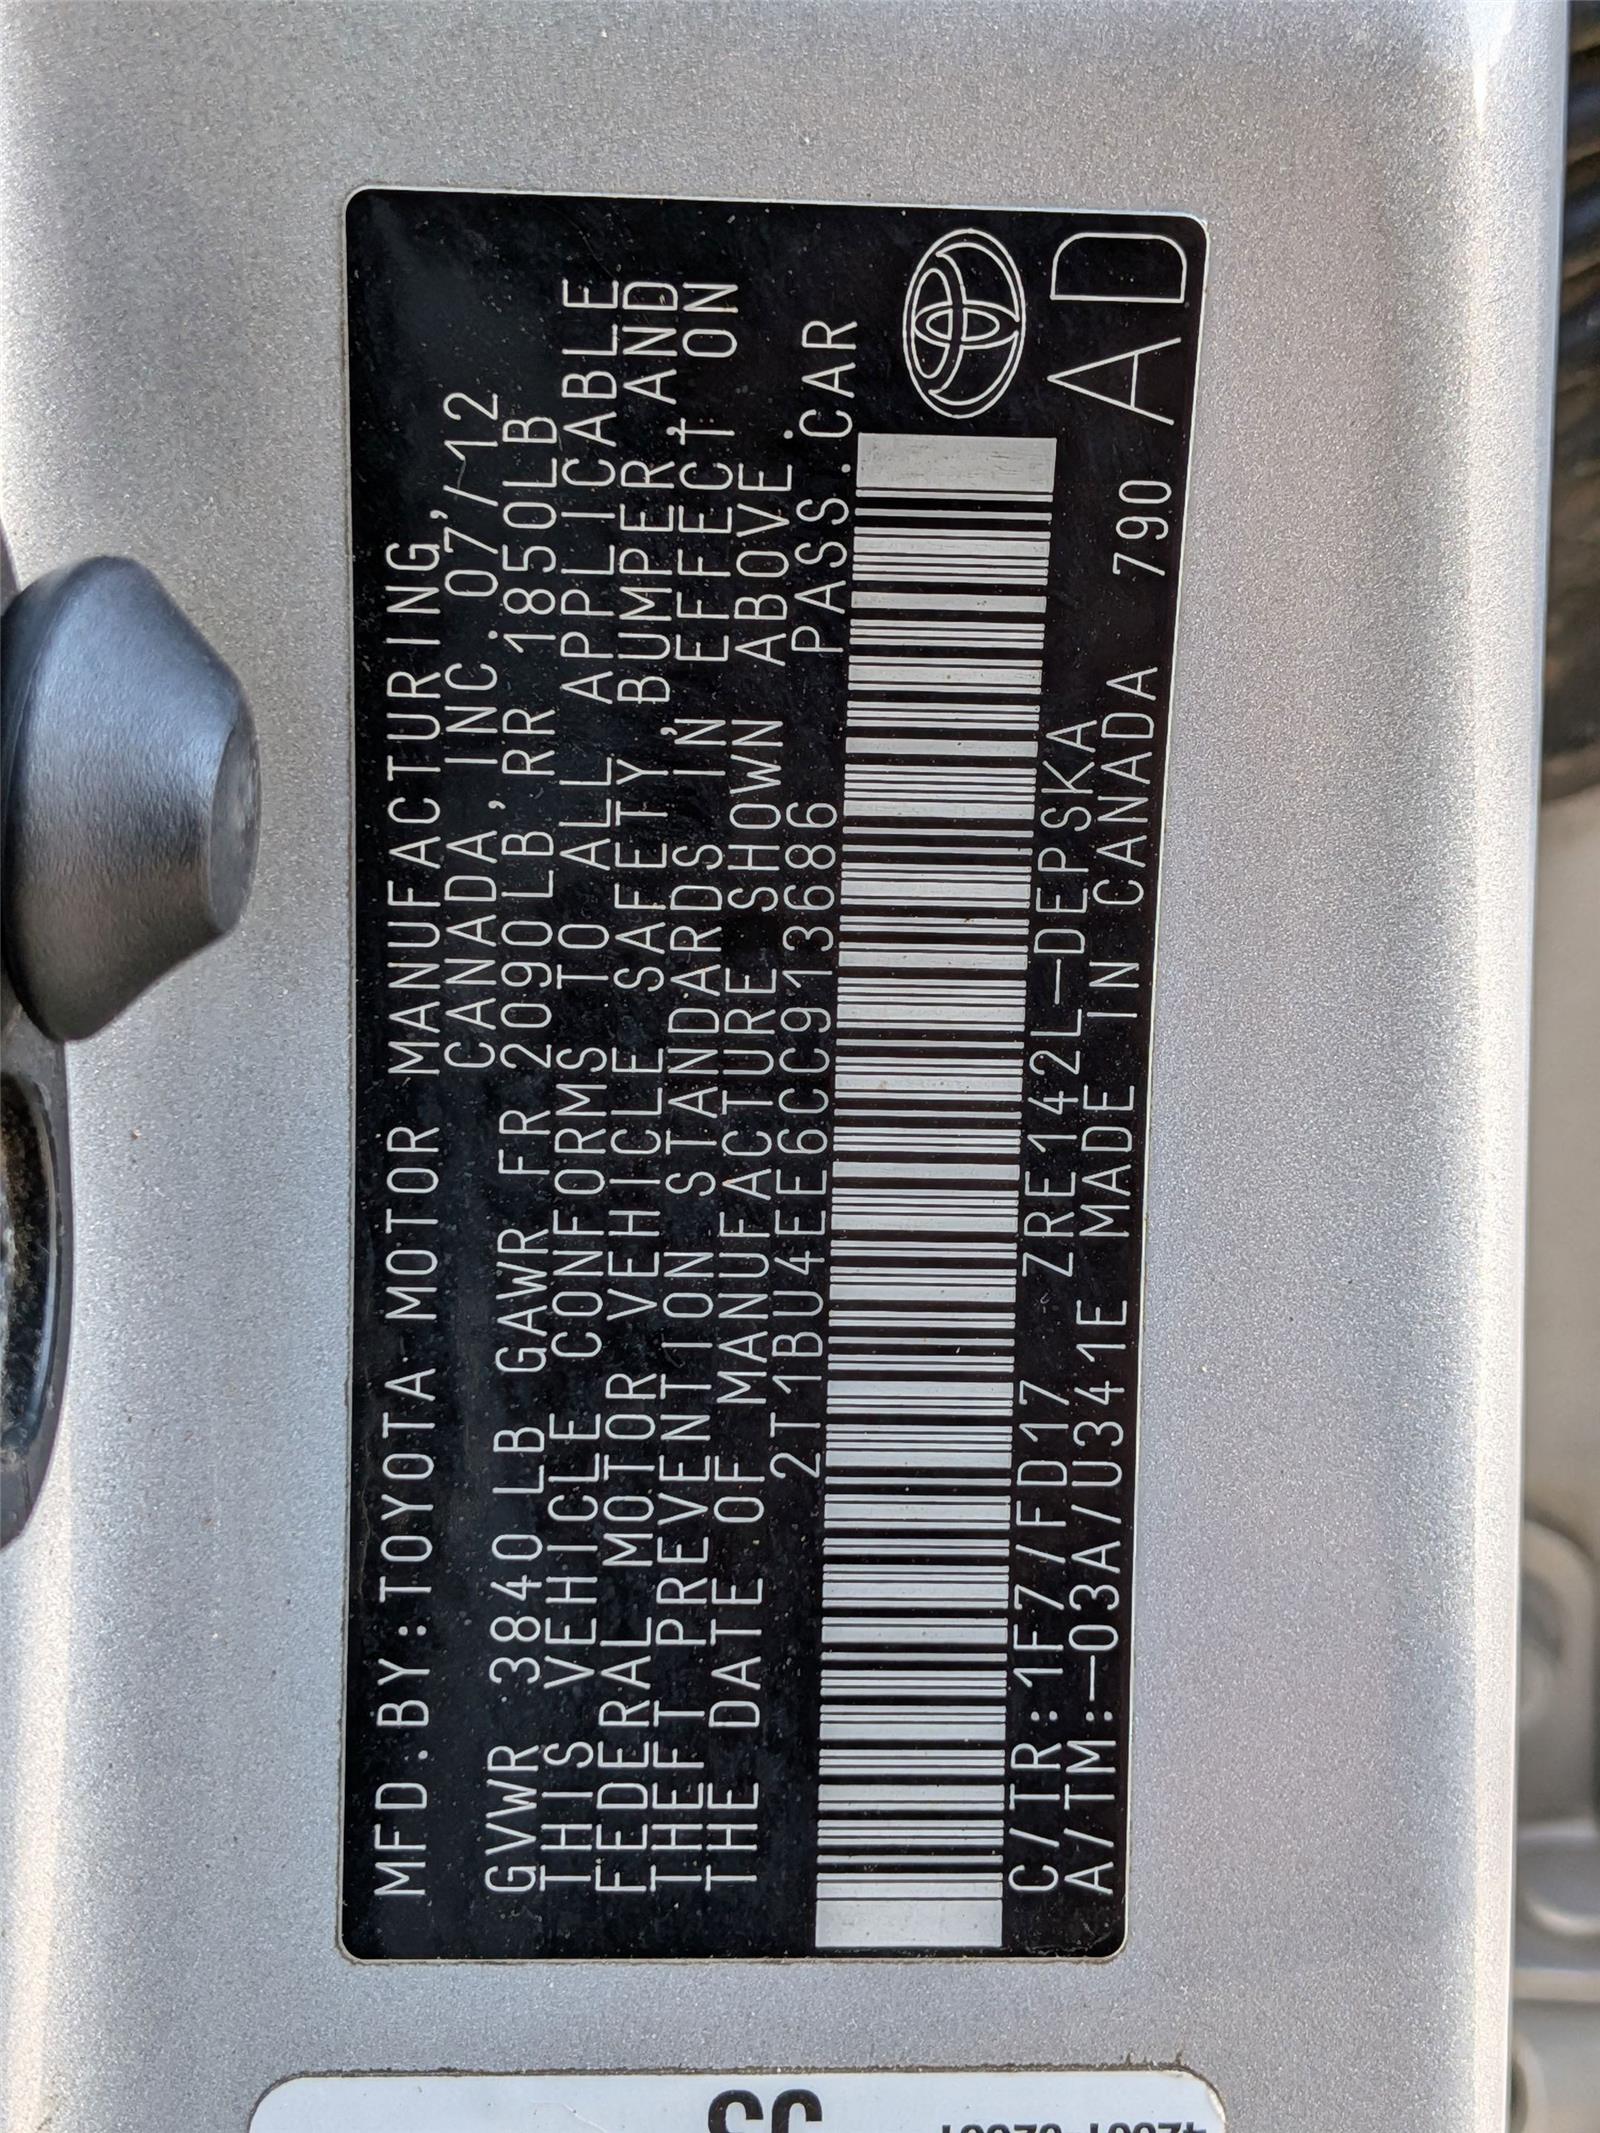 MFD.BY:TOYOTA MOTOR MANUFACTURING,
CANADA, INC. 07/12
GVWR 3840 LB GAWR FR 2090LB, RR 1850LB
THIS VEHICLE CONFORMS TO ALL APPLICABLE
FEDERAL MOTOR VEHICLE SAFETY, BUMPER, AND
THEFT PREVENTION STANDARDS IN EFFECT ON
THE DATE OF MANUFACTURE SHOWN ABOVE.
2T1BU4EE6CC913686 PASS.CAR
C/TR:1F7/FD17 ZRE142L-DEPSKA
A/TM:-03A/U341E MADE IN CANADA 790 AD